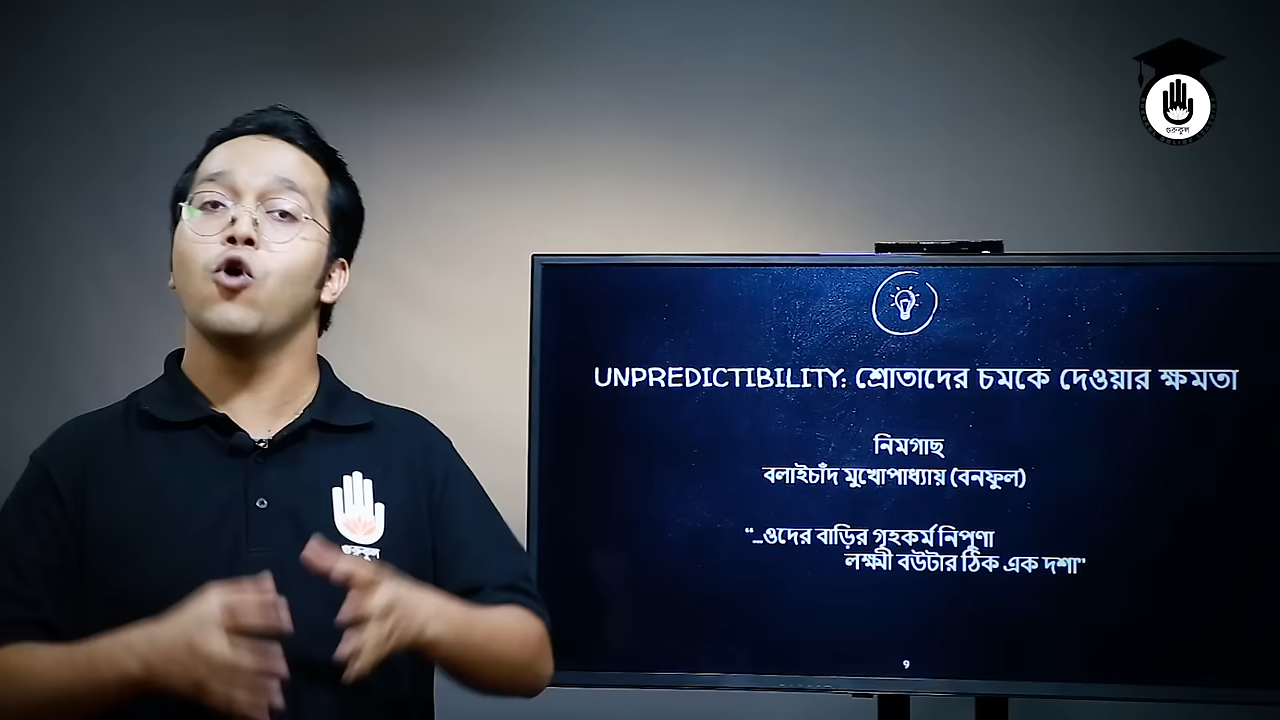 গুরুকুল
UNPREDICTIBILITY: শ্রোতাদের চমকে দেওয়ার ক্ষমতা
নিমগাছ
বলাইচাঁদ মুখোপাধ্যায় (বনফুল)
“...ওদের বাড়ির গৃহকর্ম নিপুণা
লক্ষ্মী বউটার ঠিক এক দশা”
গুরুকুল
9